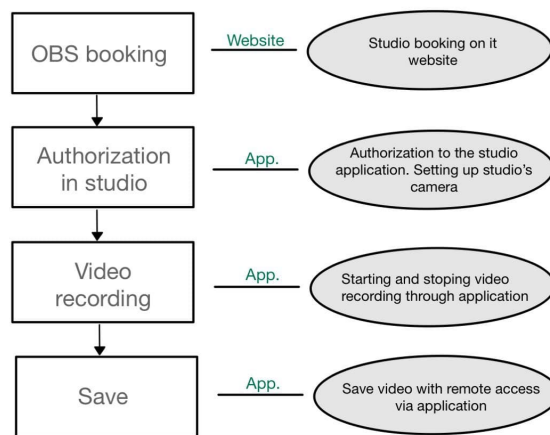 OBS booking
Website
Studio booking on it
website
Authorization
in studio
App.
Authorization to the studio
application. Setting up studio's
camera
Video
recording
App.
Starting and stoping video
recording through application
Save
App.
Save video with remote access
via application